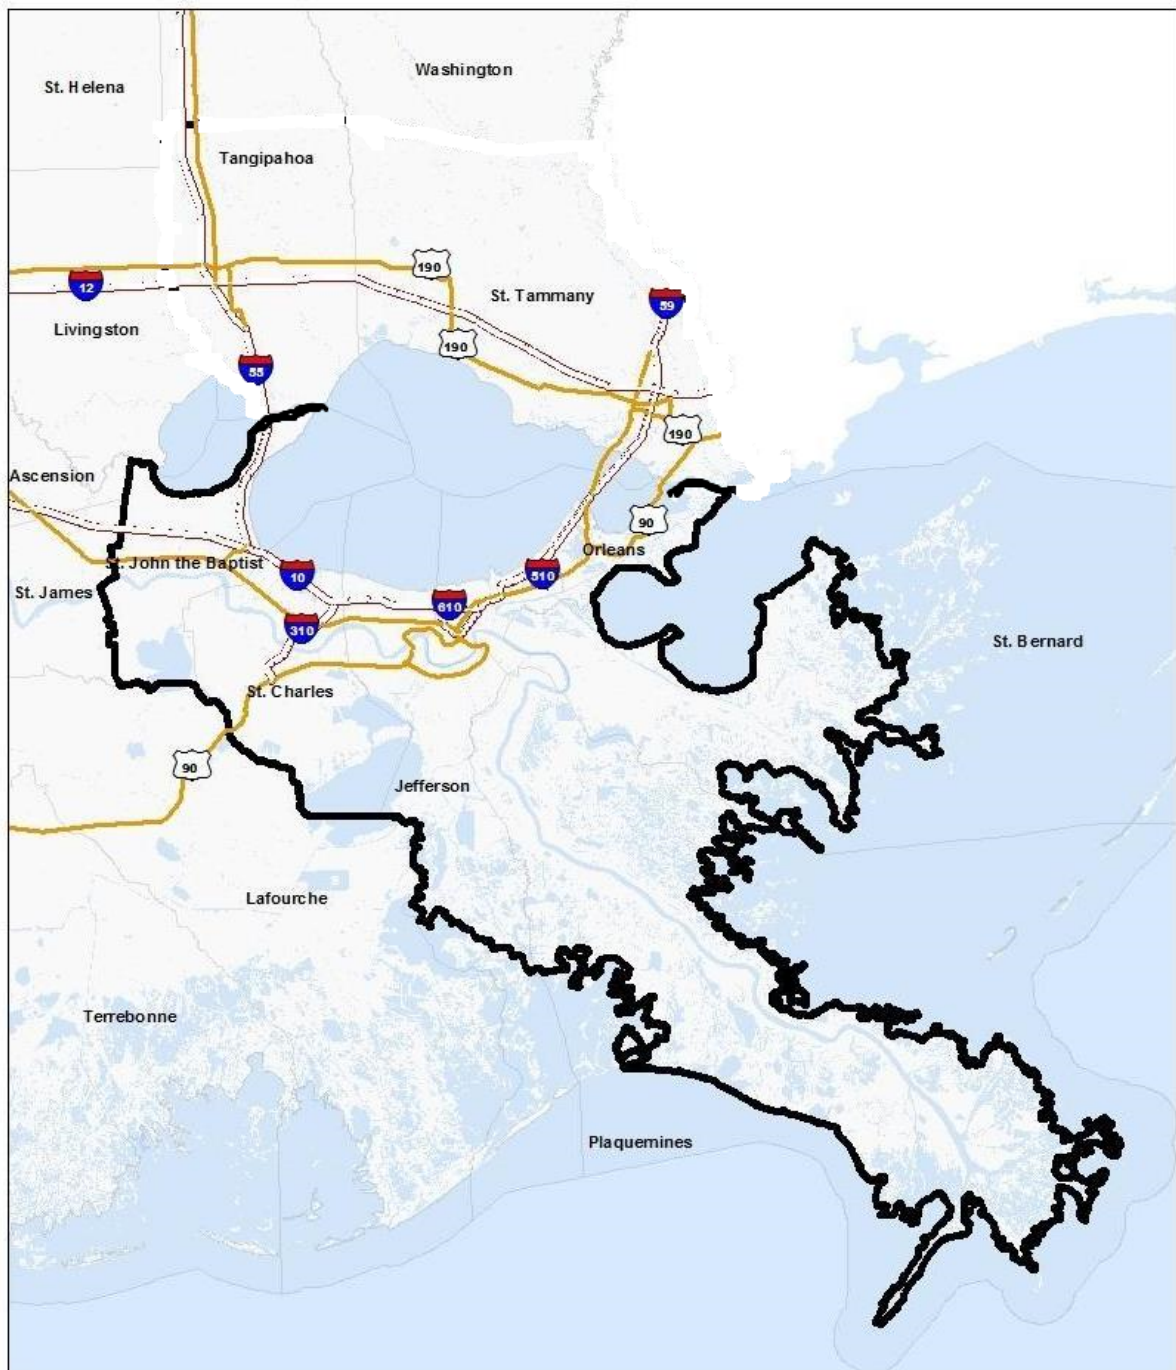 Washington
St. Helena
Tangipahoa
190
12
St. Tammany
59
Livingston
190
55
190
Ascension
90
Orleans
St. John the Baptist
10
510
St. James
610
310
St. Bernard
St. Charles
90
Jefferson
Lafourche
Terrebonne
Plaquemines